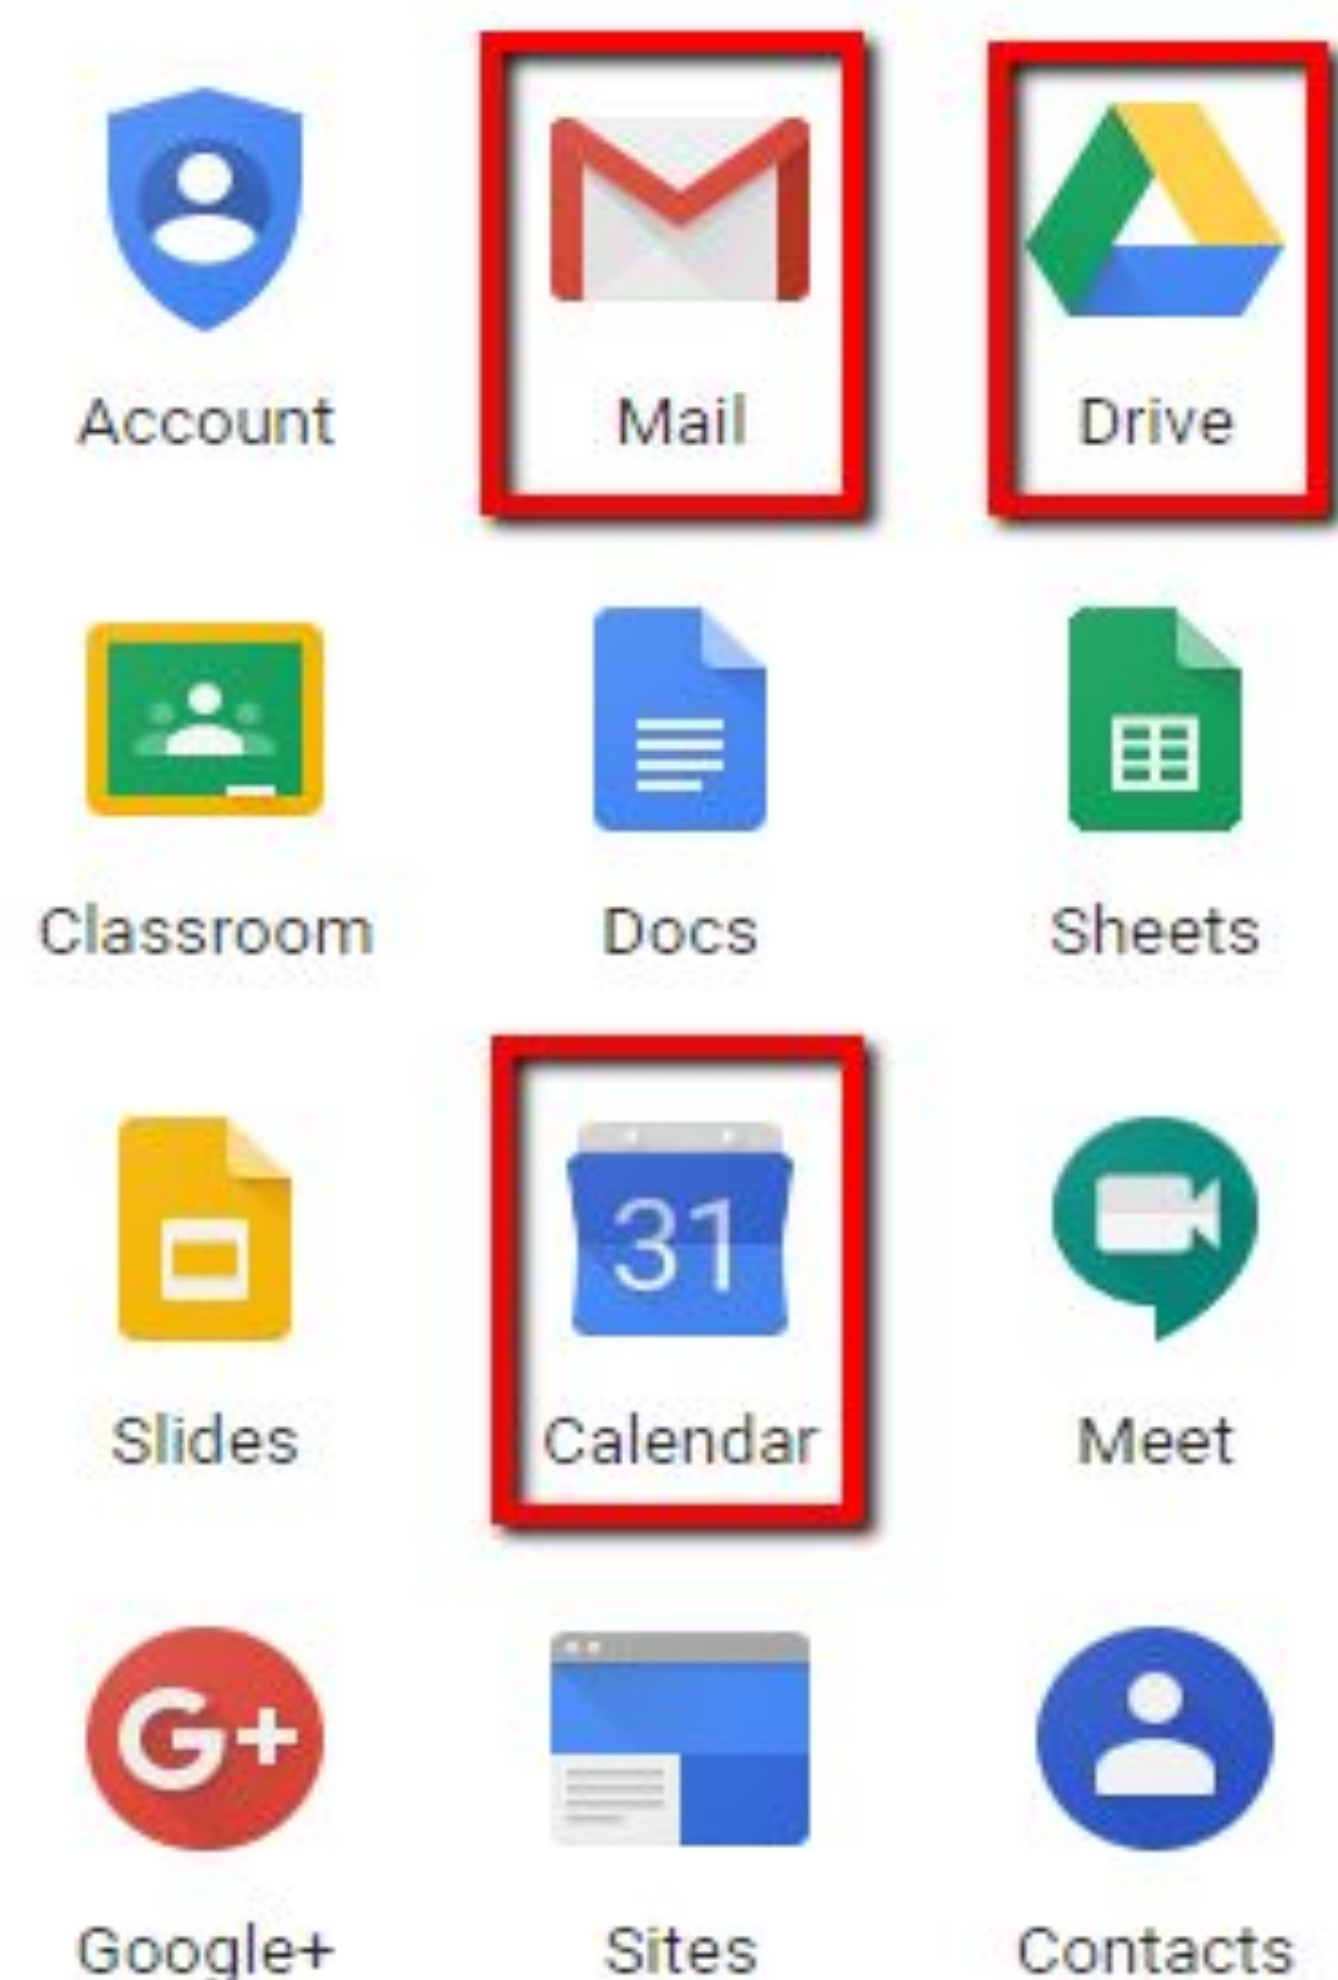 Account Mail Drive
Classroom Docs Sheets
31
Slides Calendar Meet
G+
Google+ Sites Contacts